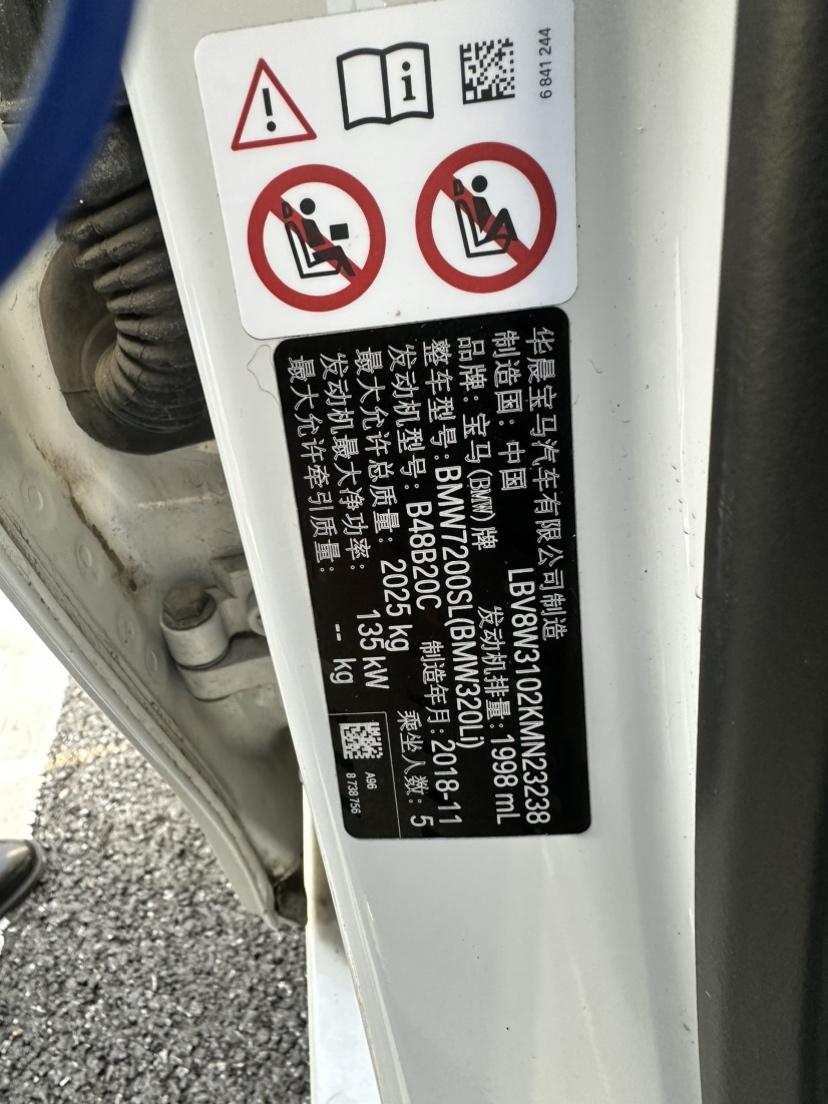 6 841 244
华晨宝马汽车有限公司制造
制造国：中国 LBV8W3102KMN23238
品牌：宝马(BMW)牌 发动机排量：1998 mL
整车型号：BMW7200SL(BMW320Li)
发动机型号：B48B20C 制造年月：2018-11
最大允许总质量：2025 kg 乘坐人数：5
发动机最大净功率：135 kW
最大允许牵引质量：-- kg
A96
8 738 756